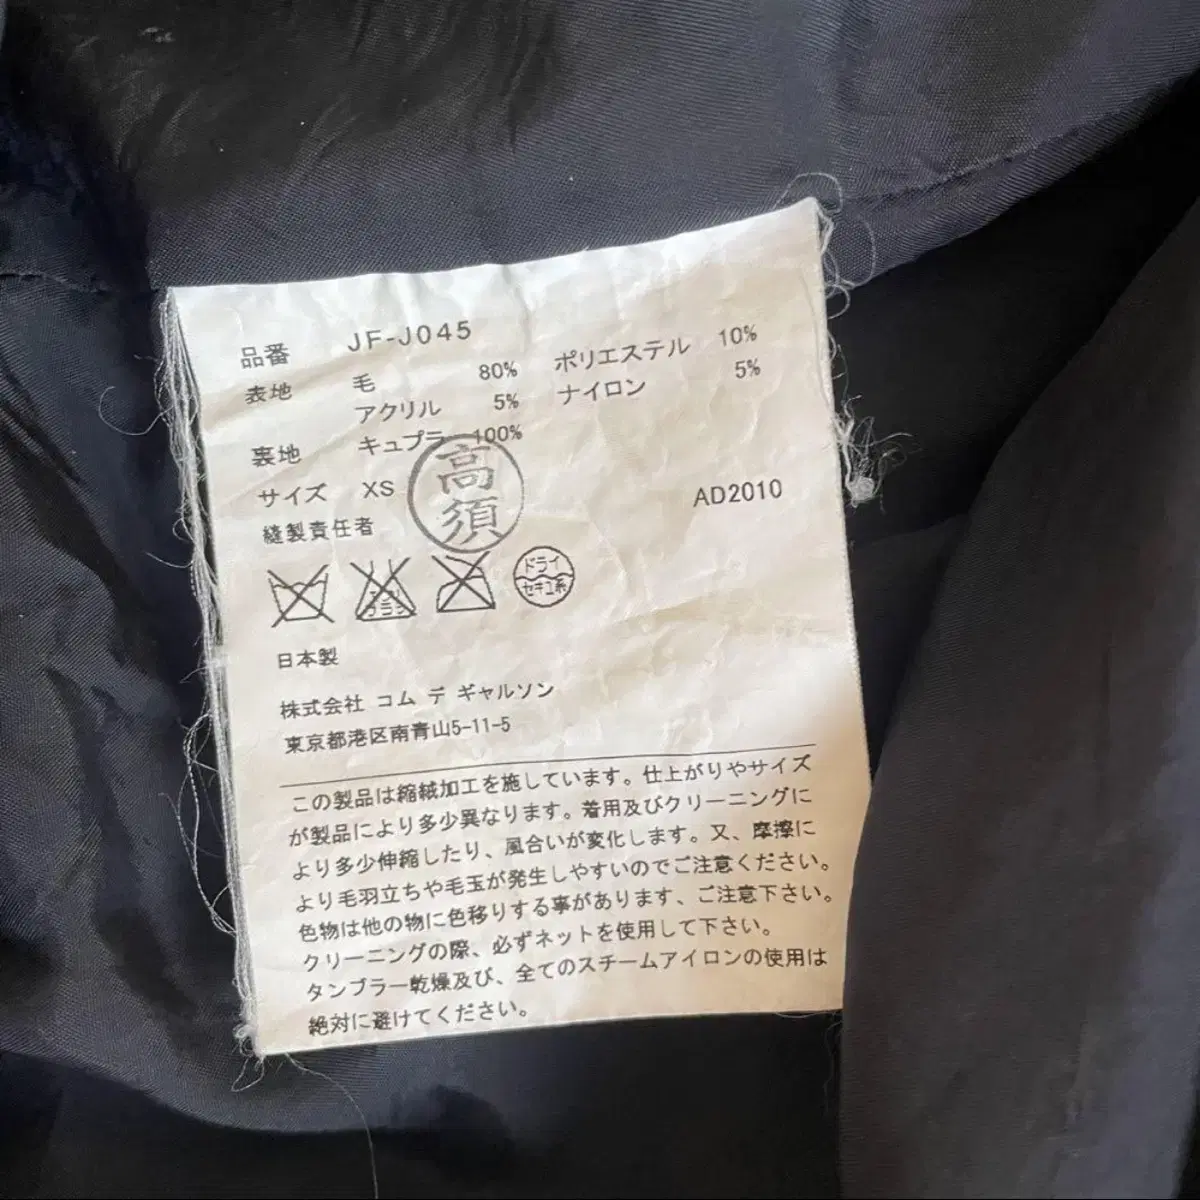 品番 JF-J045
表地 毛 80% ポリエステル 10%
アクリル 5% ナイロン 5%
裏地 キュプラ 100%
サイズ XS
AD2010
縫製責任者
高須
エンソ
フラン
ドライ
セキユ系
日本製
株式会社 コム デ ギャルソン
東京都港区南青山5-11-5
この製品は縮絨加工を施しています。仕上がりやサイズ
が製品により多少異なります。着用及びクリーニングに
より多少伸縮したり、風合いが変化します。又、摩擦に
より毛羽立ちや毛玉が発生しやすいのでご注意ください。
色物は他の物に色移りする事があります、ご注意下さい。
クリーニングの際、必ずネットを使用して下さい。
タンブラー乾燥及び、全てのスチームアイロンの使用は
絶対に避けてください。